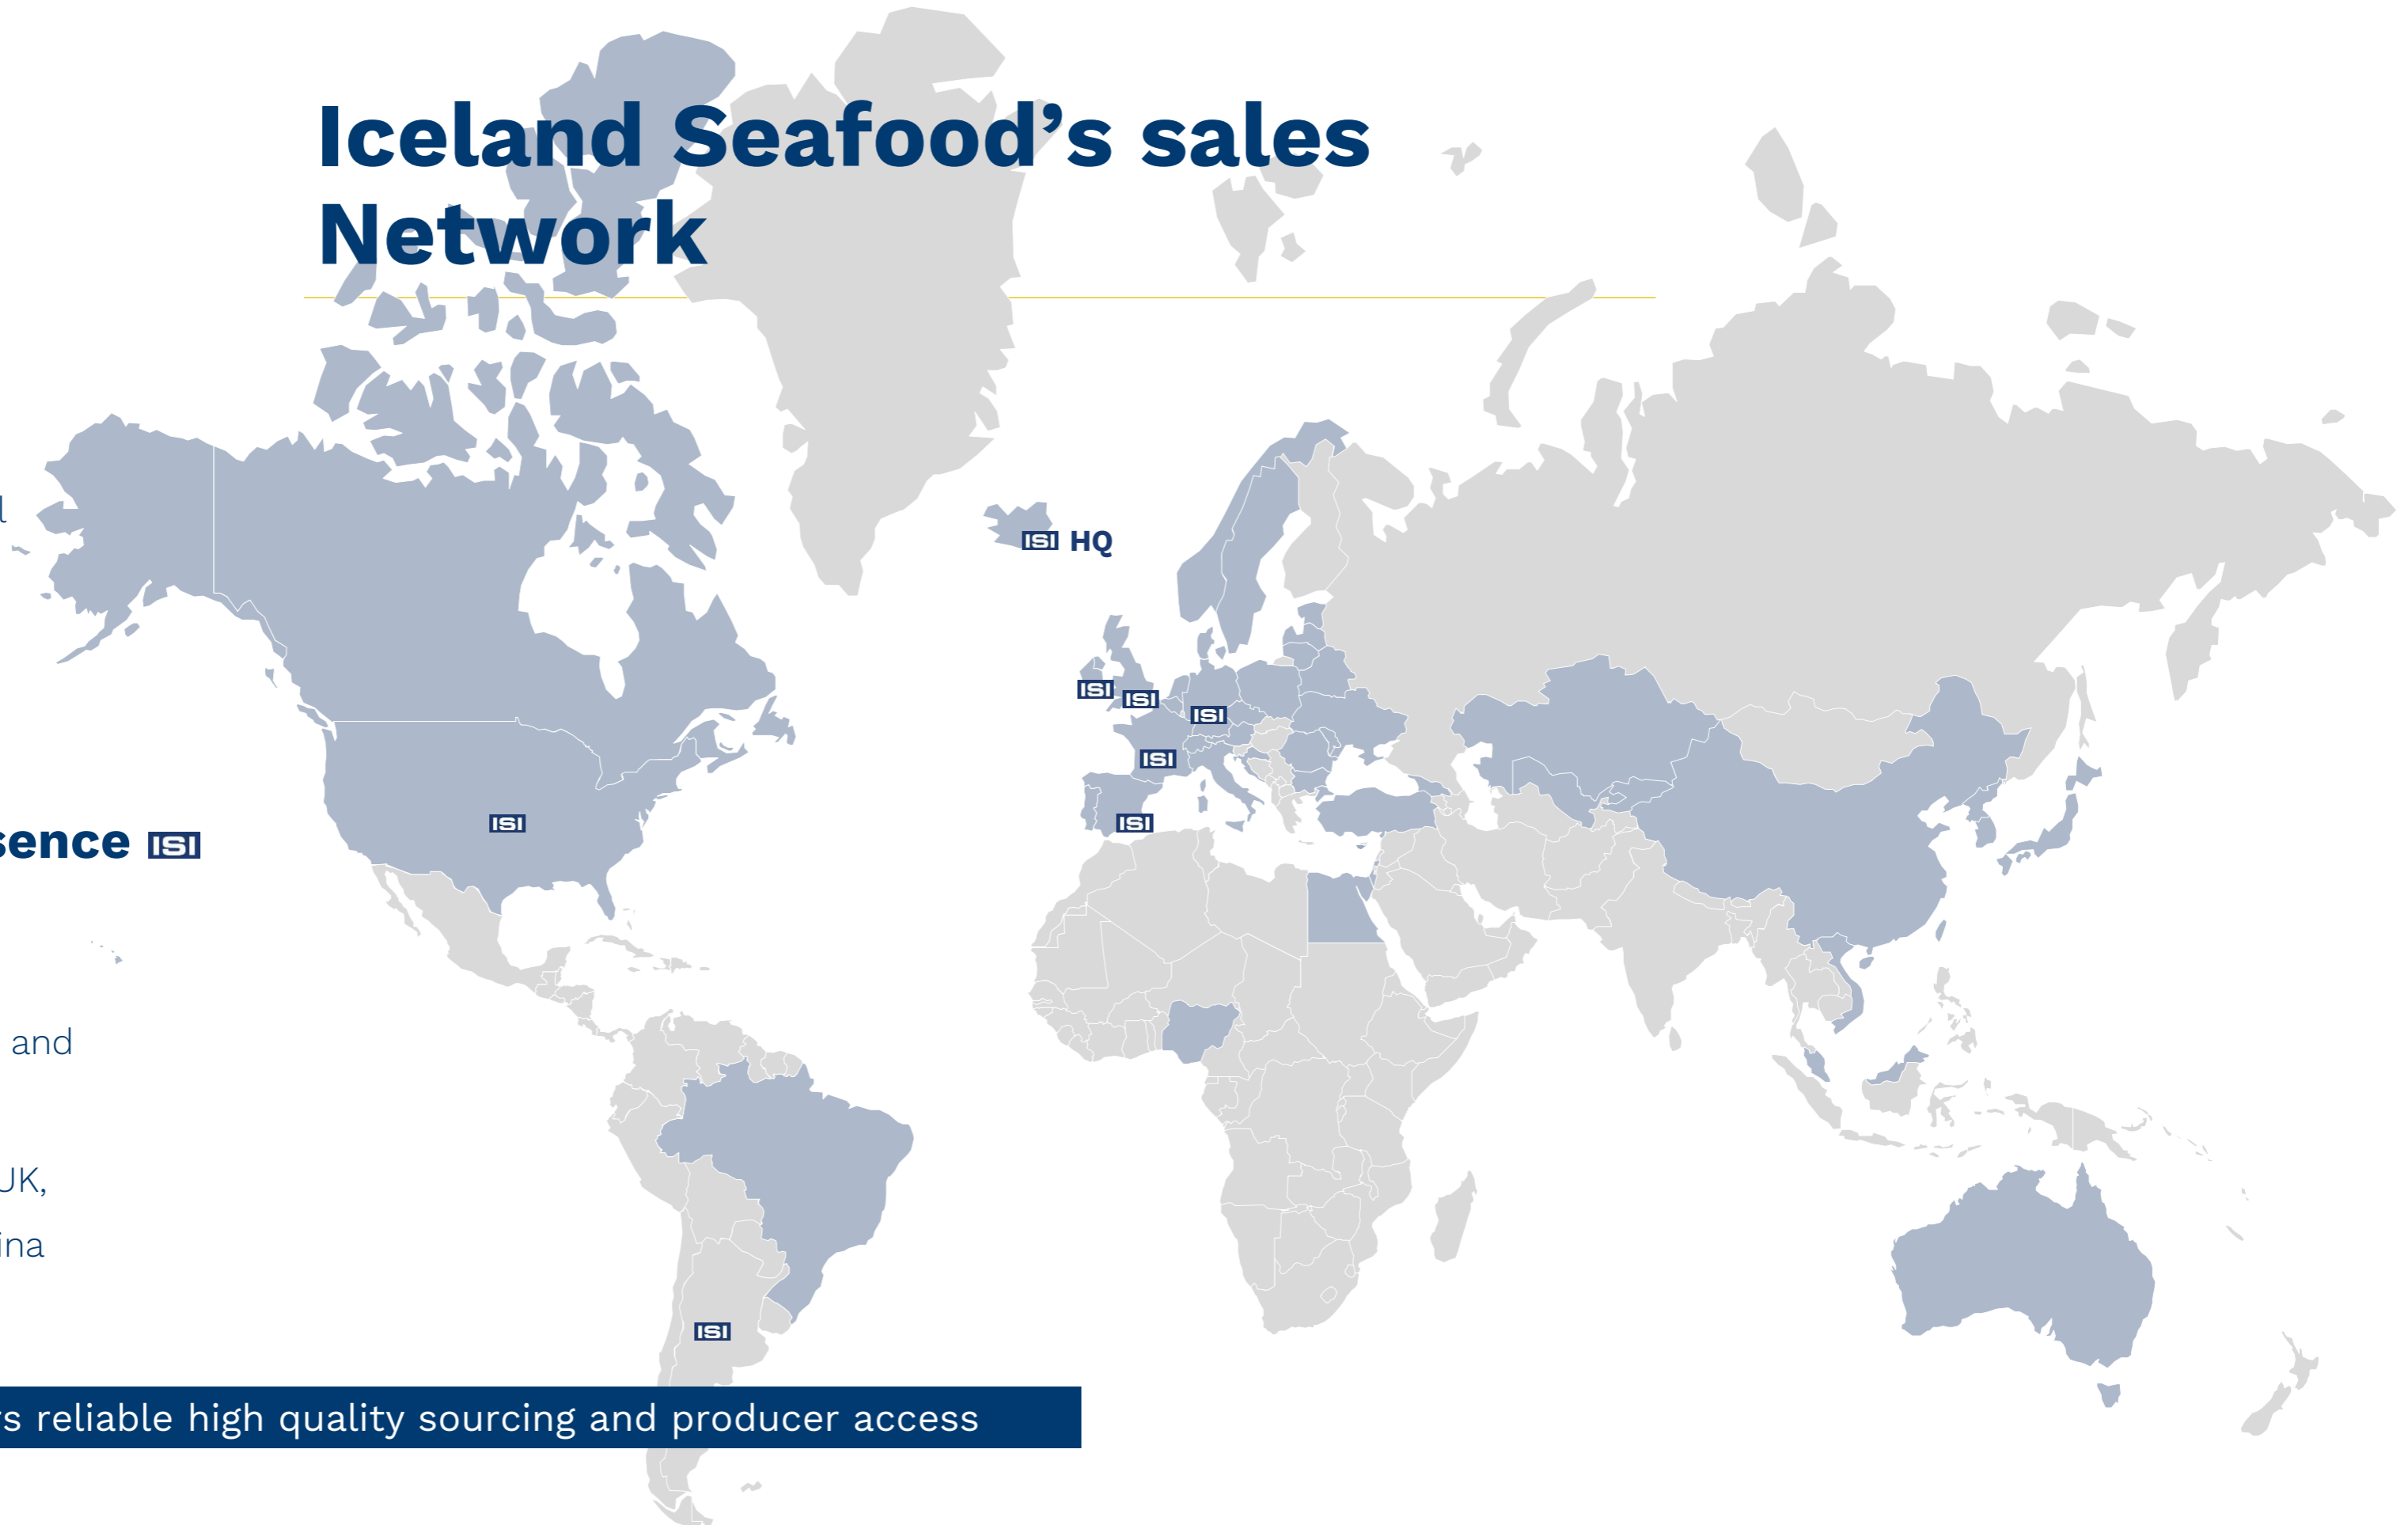 Iceland Seafood's sales
Network
l
ISI HQ
ISI
ISI
ISI
ISI
ISI
ISI
sence ISI
and
UK,
ina
ISI
rs reliable high quality sourcing and producer access